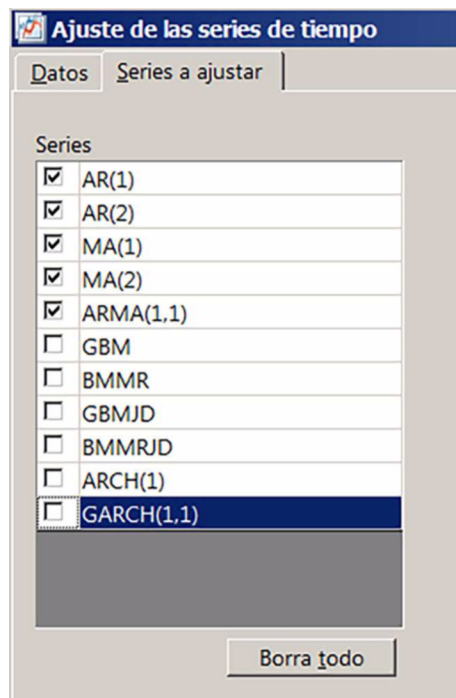 Ajuste de las series de tiempo
Datos Series a ajustar
Series
AR(1)
AR(2)
MA(1)
MA(2)
ARMA(1,1)
GBM
BMMR
GBMJD
BMMRJD
ARCH(1)
GARCH(1,1)
Borra todo